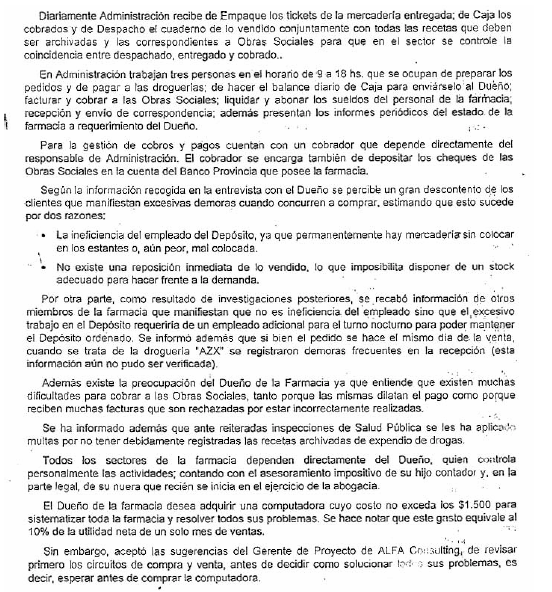 Diariamente Administración recibe de Empaque los tickets de la mercadería entregada; de Caja los
cobrados y de Despacho el cuaderno de lo vendido conjuntamente con todas las recetas que deben
ser archivadas y las correspondientes a Obras Sociales para que en el sector se controle la
coincidencia entre despachado, entregado y cobrado..
En Administración trabajan tres personas en el horario de 9 a 18 hs. que se ocupan de preparar los
pedidos y de pagar a las droguerías; de hacer el balance diario de Caja para enviárselo al Dueño;
facturar y cobrar a las Obras Sociales; liquidar y abonar los sueldos del personal de la farmacia;
recepción y envío de correspondencia; además presentan los informes periódicos del estado de la
farmacia a requerimiento del Dueño.
Para la gestión de cobros y pagos cuentan con un cobrador que depende directamente del
responsable de Administración. El cobrador se encarga también de depositar los cheques de las
Obras Sociales en la cuenta del Banco Provincia que posee la farmacia.
Según la información recogida en la entrevista con el Dueño se percibe un gran descontento de los
clientes que manifiestan excesivas demoras cuando concurren a comprar, estimando que esto sucede
por dos razones:
• La ineficiencia del empleado del Depósito, ya que permanentemente hay mercadería sin colocar
en los estantes o, aún peor, mal colocada.
• No existe una reposición inmediata de lo vendido, lo que imposibilita disponer de un stock
adecuado para hacer frente a la demanda.
Por otra parte, como resultado de investigaciones posteriores, se recabó información de otros
miembros de la farmacia que manifiestan que no es ineficiencia del empleado sino que el excesivo
trabajo en el Depósito requeriría de un empleado adicional para el turno nocturno para poder mantener
el Depósito ordenado. Se informó además que si bien el pedido se hace el mismo día de la venta,
cuando se trata de la droguería "AZX" se registraron demoras frecuentes en la recepción (esta
información aún no pudo ser verificada).
Además existe la preocupación del Dueño de la Farmacia ya que entiende que existen muchas
dificultades para cobrar a las Obras Sociales, tanto porque las mismas dilatan el pago como porque
reciben muchas facturas que son rechazadas por estar incorrectamente realizadas.
Se ha informado además que ante reiteradas inspecciones de Salud Pública se les ha aplicado
multas por no tener debidamente registradas las recetas archivadas de expendio de drogas.
Todos los sectores de la farmacia dependen directamente del Dueño, quien controla
personalmente las actividades; contando con el asesoramiento impositivo de su hijo contador y, en la
parte legal, de su nuera que recién se inicia en el ejercicio de la abogacía.
El Dueño de la farmacia desea adquirir una computadora cuyo costo no exceda los $1.500 para
sistematizar toda la farmacia y resolver todos sus problemas. Se hace notar que este gasto equivale al
10% de la utilidad neta de un solo mes de ventas.
Sin embargo, aceptó las sugerencias del Gerente de Proyecto de ALFA Consulting, de revisar
primero los circuitos de compra y venta, antes de decidir como solucionar todos sus problemas, es
decir, esperar antes de comprar la computadora.